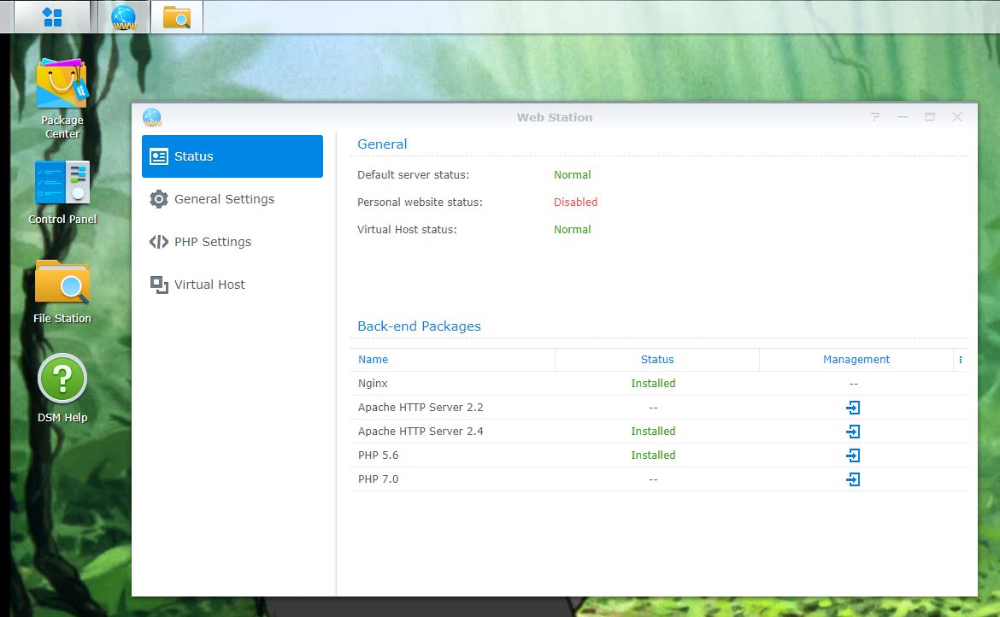 WWW
Package
Center
Control Panel
File Station
?
DSM Help
Web Station
?
Status
General Settings
PHP Settings
Virtual Host
General
Default server status: Normal
Personal website status: Disabled
Virtual Host status: Normal
Back-end Packages
Name Status Management
Nginx Installed --
Apache HTTP Server 2.2 --
Apache HTTP Server 2.4 Installed
PHP 5.6 Installed
PHP 7.0 --